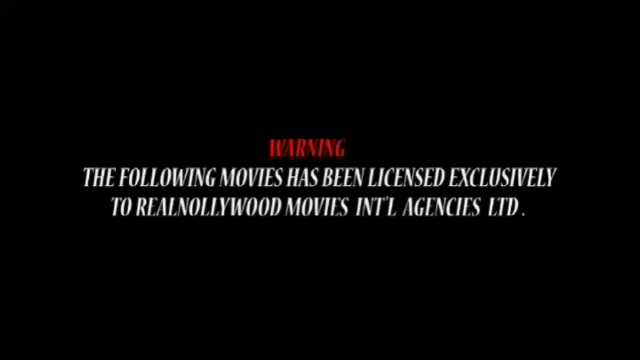 WARNING
THE FOLLOWING MOVIES HAS BEEN LICENSED EXCLUSIVELY
TO REALNOLLYWOOD MOVIES INT'L AGENCIES LTD.